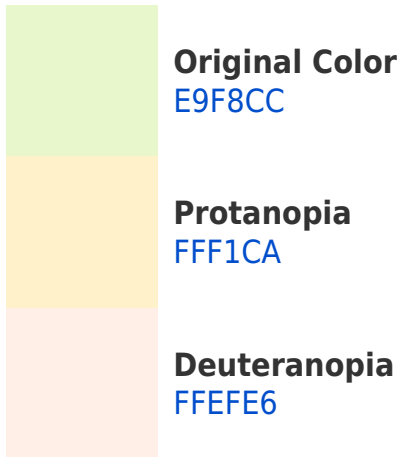 Original Color
E9F8CC
Protanopia
FFF1CA
Deuteranopia
FFEFE6